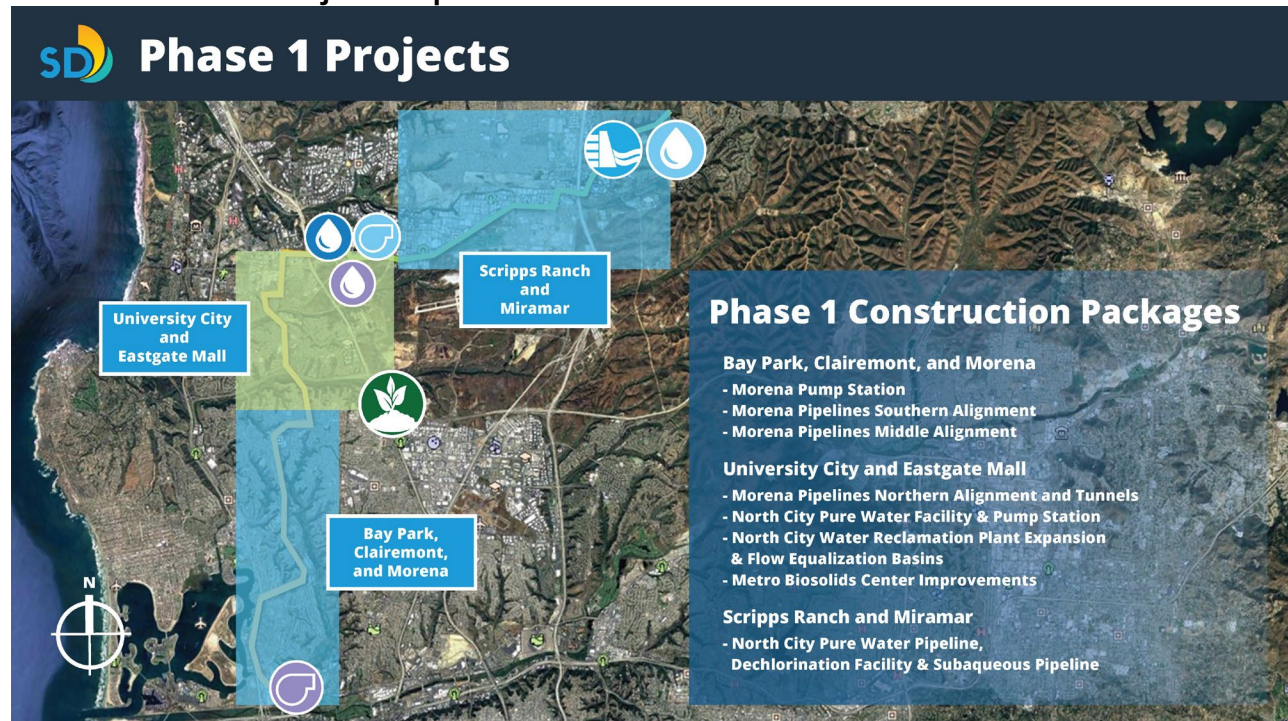 SD
Phase 1 Projects
Scripps Ranch
and
Miramar
University City
and
Eastgate Mall
Bay Park,
Clairemont,
and Morena
N
Phase 1 Construction Packages
Bay Park, Clairemont, and Morena
- Morena Pump Station
- Morena Pipelines Southern Alignment
- Morena Pipelines Middle Alignment
University City and Eastgate Mall
- Morena Pipelines Northern Alignment and Tunnels
- North City Pure Water Facility & Pump Station
- North City Water Reclamation Plant Expansion
& Flow Equalization Basins
- Metro Biosolids Center Improvements
Scripps Ranch and Miramar
- North City Pure Water Pipeline,
Dechlorination Facility & Subaqueous Pipeline